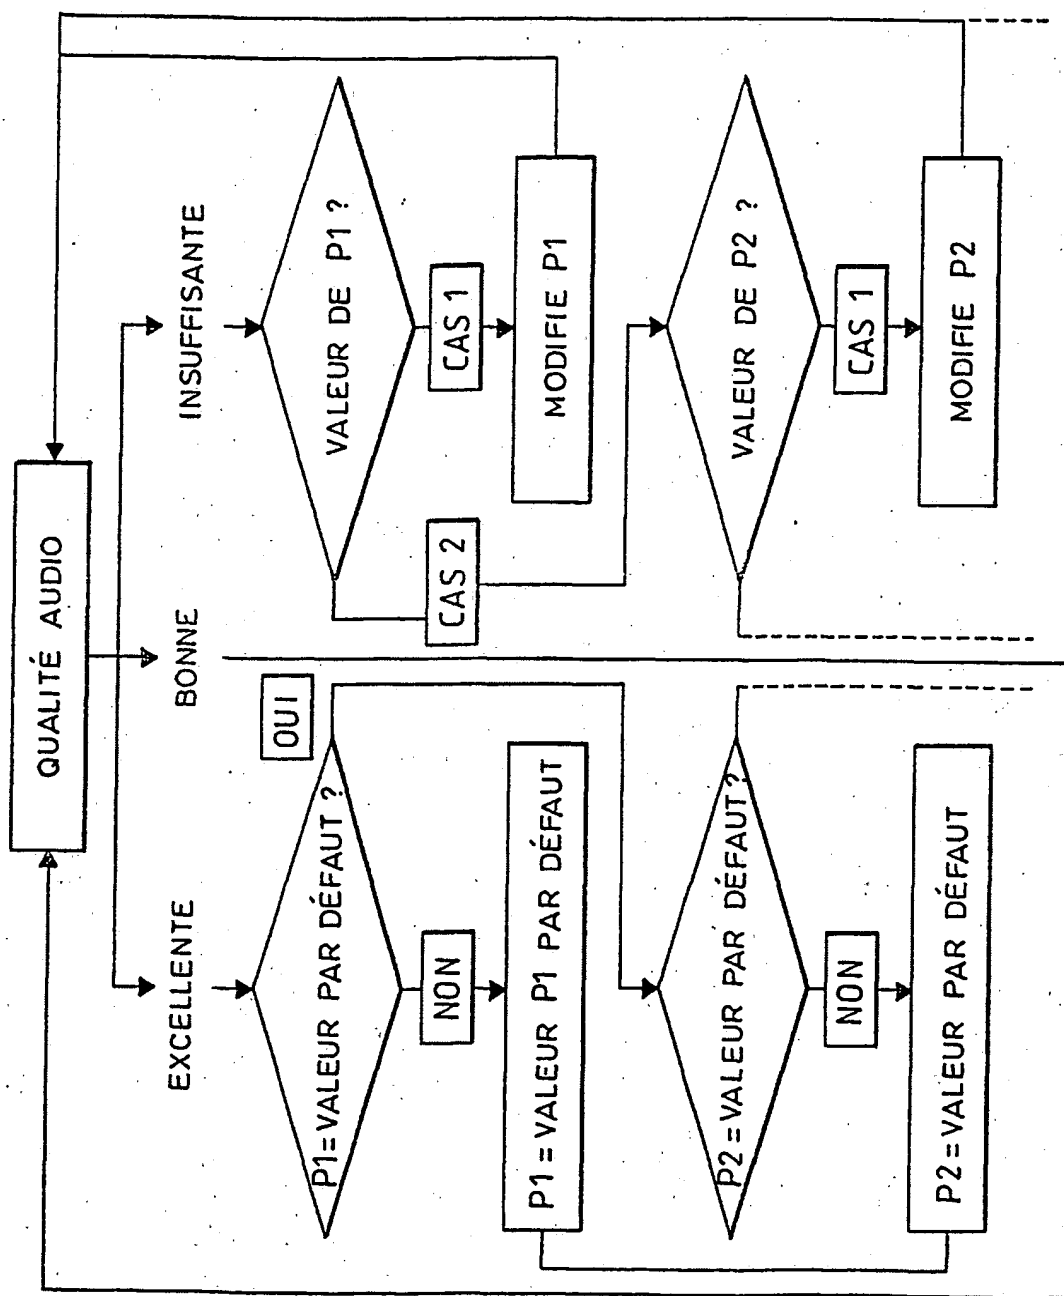 QUALITÉ AUDIO
EXCELLENTE
BONNE
INSUFFISANTE
P1=VALEUR PAR DÉFAUT ?
OUI
NON
P1=VALEUR P1 PAR DÉFAUT
P2=VALEUR PAR DÉFAUT ?
NON
P2=VALEUR PAR DÉFAUT
VALEUR DE P1 ?
CAS 1
CAS 2
MODIFIE P1
VALEUR DE P2 ?
CAS 1
MODIFIE P2